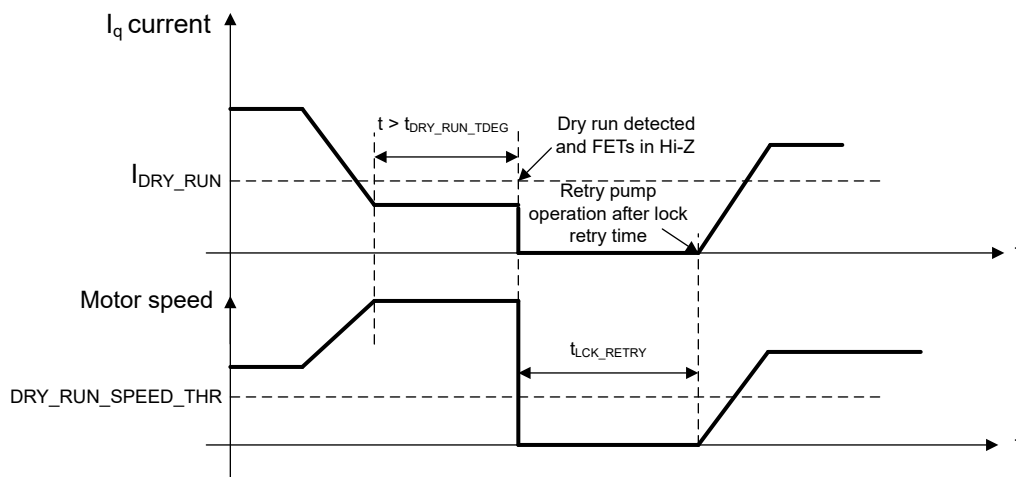 Iq current
t > tDRY_RUN_TDEG
Dry run detected
and FETs in Hi-Z
IDRY_RUN
Retry pump
operation after lock
retry time
Motor speed
tLCK_RETRY
DRY_RUN_SPEED_THR